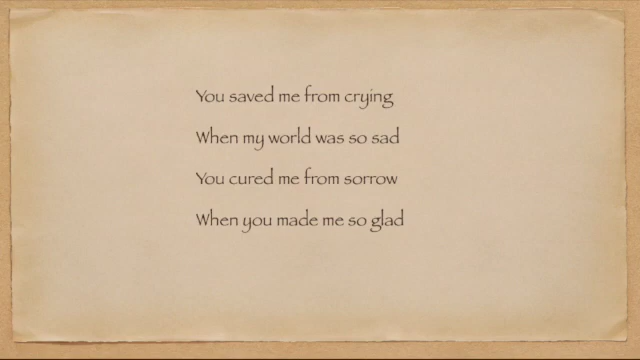 You saved me from crying
When my world was so sad
You cured me from sorrow
When you made me so glad